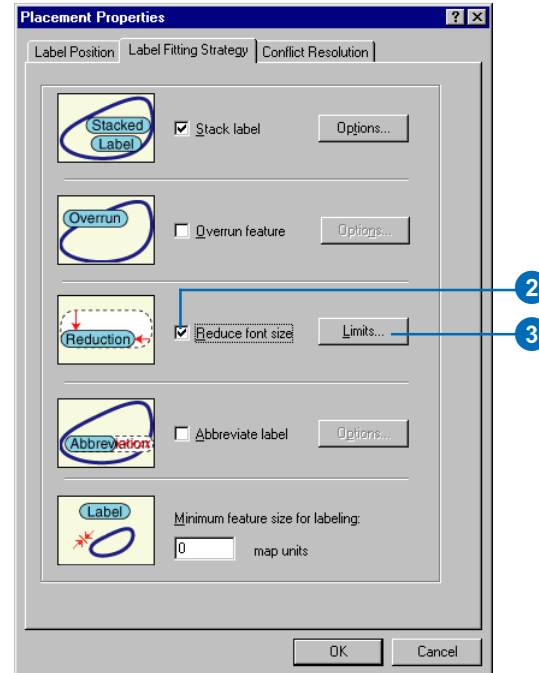 Placement Properties
? X
Label Position Label Fitting Strategy Conflict Resolution
Stacked
Label
Stack label Options...
Overrun
Overrun feature Options...
2
Reduction
Reduce font size Limits...
3
Abbreviation
Abbreviate label Options...
Label
Minimum feature size for labeling:
0 map units
OK Cancel